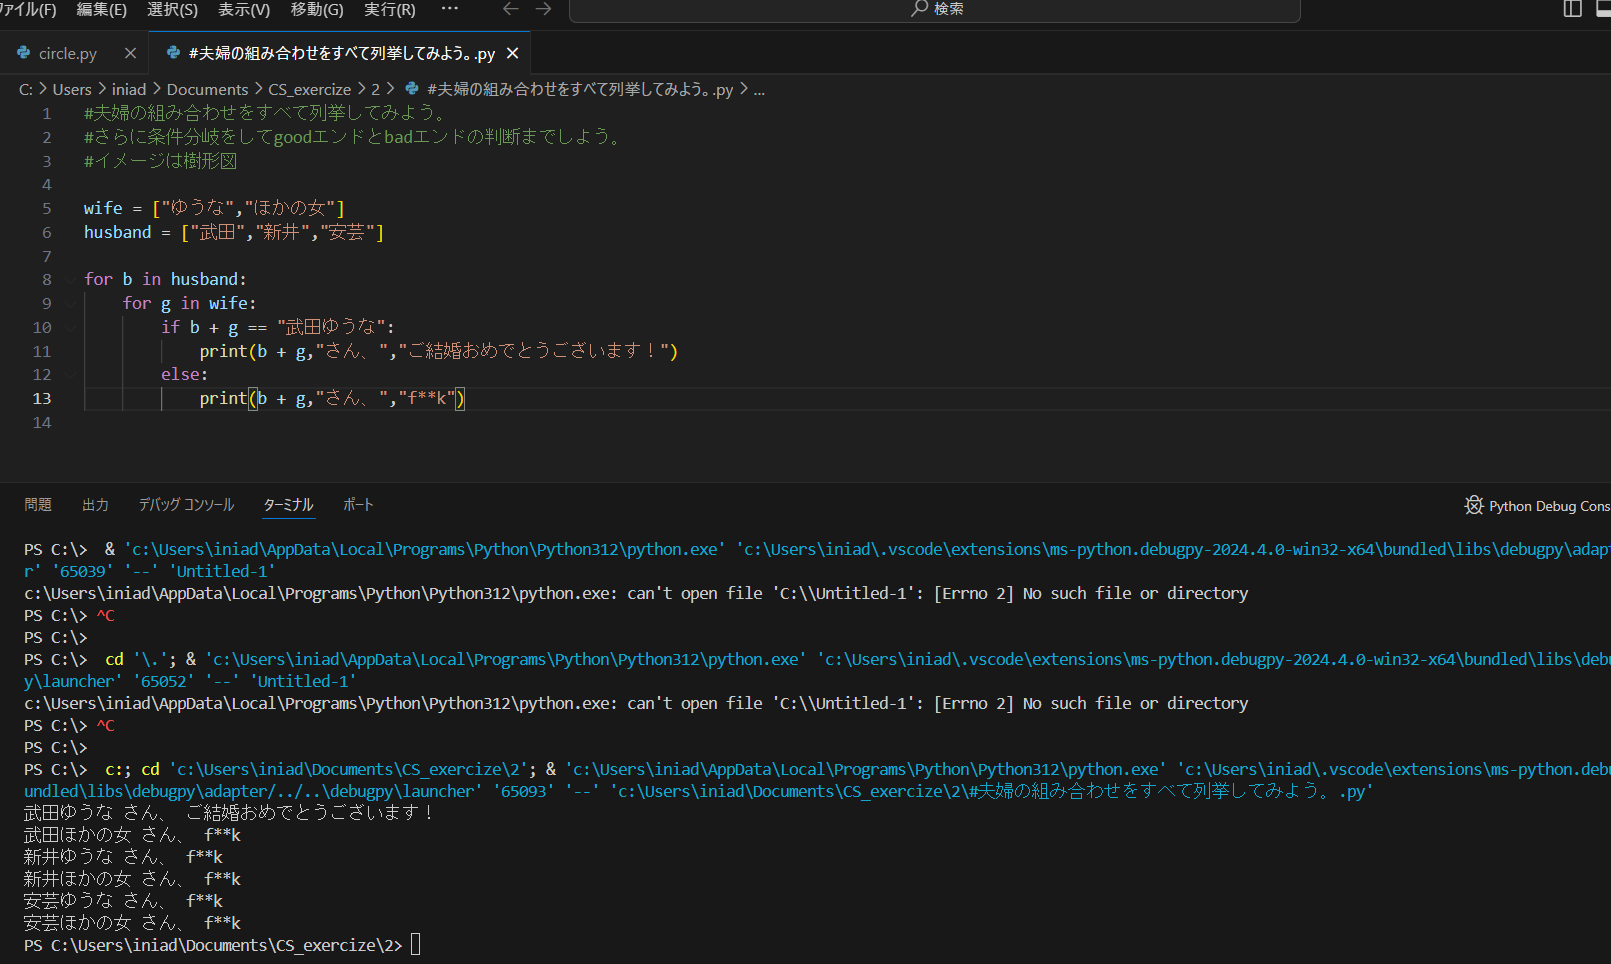 ファイル(F) 編集(E) 選択(S) 表示(V) 移動(G) 実行(R) ··· ← → 検索
circle.py × #夫婦の組み合わせをすべて列挙してみよう。.py ×
C: > Users > iniad > Documents > CS_exercize > 2 > #夫婦の組み合わせをすべて列挙してみよう。.py > ...
1 #夫婦の組み合わせをすべて列挙してみよう。
2 #さらに条件分岐をしてgoodエンドとbadエンドの判断までしよう。
3 #イメージは樹形図
4
5 wife = ["ゆうな","ほかの女"]
6 husband = ["武田","新井","安芸"]
7
8 for b in husband:
9 for g in wife:
10 if b + g == "武田ゆうな":
11 print(b + g,"さん、","ご結婚おめでとうございます！")
12 else:
13 print(b + g,"さん、","f**k")
14
問題 出力 デバッグ コンソール ターミナル ポート Python Debug Cons
PS C:\> & 'c:\Users\iniad\AppData\Local\Programs\Python\Python312\python.exe' 'c:\Users\iniad\.vscode\extensions\ms-python.debugpy-2024.4.0-win32-x64\bundled\libs\debugpy\adapt
r' '65039' '--' 'Untitled-1'
c:\Users\iniad\AppData\Local\Programs\Python\Python312\python.exe: can't open file 'C:\\Untitled-1': [Errno 2] No such file or directory
PS C:\> ^C
PS C:\>
PS C:\> cd '\.'; & 'c:\Users\iniad\AppData\Local\Programs\Python\Python312\python.exe' 'c:\Users\iniad\.vscode\extensions\ms-python.debugpy-2024.4.0-win32-x64\bundled\libs\debu
y\launcher' '65052' '--' 'Untitled-1'
c:\Users\iniad\AppData\Local\Programs\Python\Python312\python.exe: can't open file 'C:\\Untitled-1': [Errno 2] No such file or directory
PS C:\> ^C
PS C:\>
PS C:\> c:; cd 'c:\Users\iniad\Documents\CS_exercize\2'; & 'c:\Users\iniad\AppData\Local\Programs\Python\Python312\python.exe' 'c:\Users\iniad\.vscode\extensions\ms-python.deb
undled\libs\debugpy\adapter/../..\debugpy\launcher' '65093' '--' 'c:\Users\iniad\Documents\CS_exercize\2\#夫婦の組み合わせをすべて列挙してみよう。.py'
武田ゆうな さん、 ご結婚おめでとうございます！
武田ほかの女 さん、 f**k
新井ゆうな さん、 f**k
新井ほかの女 さん、 f**k
安芸ゆうな さん、 f**k
安芸ほかの女 さん、 f**k
PS C:\Users\iniad\Documents\CS_exercize\2>